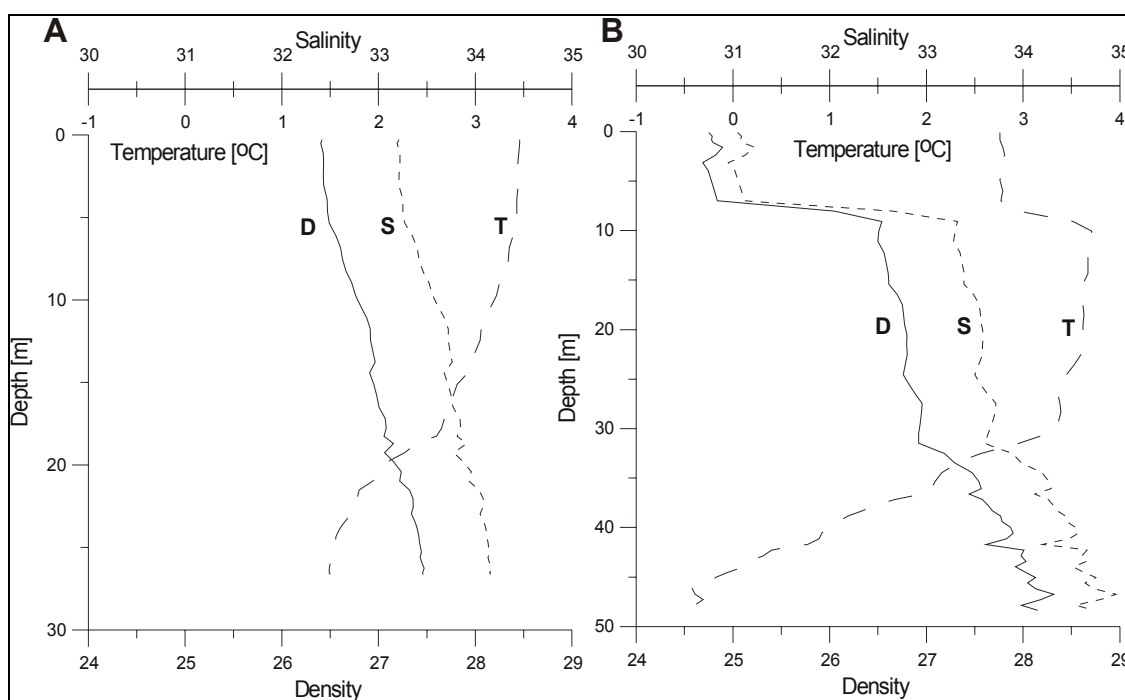 A
Salinity
30 31 32 33 34 35
-1 0 1 2 3 4
Temperature [ºC]
0
10
20
30
Depth [m]
D S T
24 25 26 27 28 29
Density
B
Salinity
30 31 32 33 34 35
-1 0 1 2 3 4
Temperature [ºC]
0
10
20
30
40
50
Depth [m]
D S T
24 25 26 27 28 29
Density